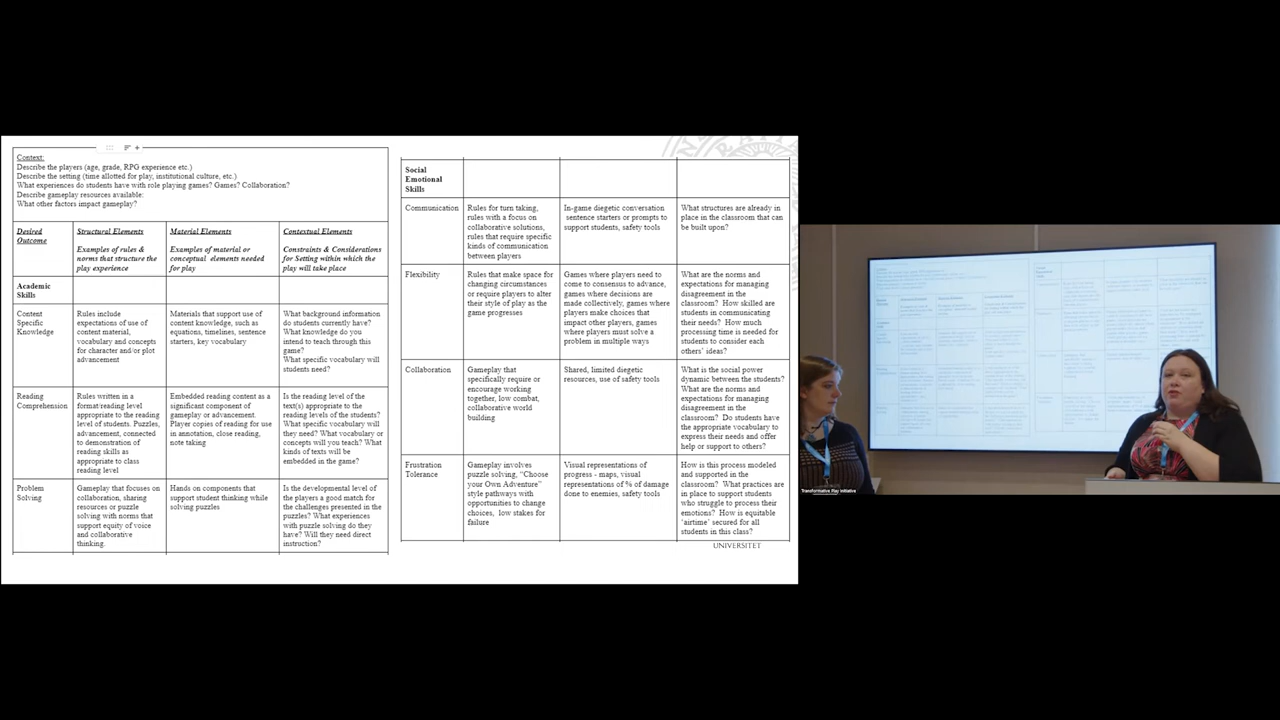 Context:
Describe the players (age, grade, RPG experience etc.)
Describe the setting (time allotted for play, institutional culture, etc.)
What experiences do students have with role playing games? Games? Collaboration?
Describe gameplay resources available:
What other factors impact gameplay?
Desired
Outcome
Structural Elements
Examples of rules &
norms that structure the
play experience
Material Elements
Examples of material or
conceptual elements needed
for play
Contextual Elements
Constraints & Considerations
for Setting within which the
play will take place
Academic
Skills
Content
Specific
Knowledge
Rules include
expectations of use of
content material,
vocabulary and concepts
for character and/or plot
advancement
Materials that support use of
content knowledge, such as
equations, timelines, sentence
starters, key vocabulary
What background information
do students currently have?
What knowledge do you
intend to teach through this
game?
What specific vocabulary will
students need?
Reading
Comprehension
Rules written in a
format/reading level
appropriate to the reading
level of students. Puzzles,
advancement, connected
to demonstration of
reading skills as
appropriate to class
reading level
Embedded reading content as a
significant component of
gameplay or advancement.
Player copies of reading for use
in annotation, close reading,
note taking
Is the reading level of the
text(s) appropriate to the
reading levels of the students?
What specific vocabulary will
they need? What vocabulary or
concepts will you teach? What
kinds of texts will be
embedded in the game?
Problem
Solving
Gameplay that focuses on
collaboration, sharing
resources or puzzle
solving with norms that
support equity of voice
and collaborative
thinking.
Hands on components that
support student thinking while
solving puzzles
Is the developmental level of
the players a good match for
the challenges presented in the
puzzles? What experiences
with puzzle solving do they
have? Will they need direct
instruction?
Social
Emotional
Skills
Communication
Rules for turn taking,
rules with a focus on
collaborative solutions,
rules that require specific
kinds of communication
between players
In-game diegetic conversation
sentence starters or prompts to
support students, safety tools
What structures are already in
place in the classroom that can
be built upon?
Flexibility
Rules that make space for
changing circumstances
or require players to alter
their style of play as the
game progresses
Games where players need to
come to consensus to advance,
games where decisions are
made collectively, games where
players make choices that
impact other players, games
where players must solve a
problem in multiple ways
What are the norms and
expectations for managing
disagreement in the
classroom? How skilled are
students in communicating
their needs? How much
processing time is needed for
students to consider each
others' ideas?
Collaboration
Gameplay that
specifically require or
encourage working
together, low combat,
collaborative world
building
Shared, limited diegetic
resources, use of safety tools
What is the social power
dynamic between the students?
What are the norms and
expectations for managing
disagreement in the
classroom? Do students have
the appropriate vocabulary to
express their needs and offer
help or support to others?
Frustration
Tolerance
Gameplay involves
puzzle solving, "Choose
your Own Adventure"
style pathways with
opportunities to change
choices, low stakes for
failure
Visual representations of
progress - maps, visual
representations of % of damage
done to enemies, safety tools
How is this process modeled
and supported in the
classroom? What practices are
in place to support students
who struggle to process their
emotions? How is equitable
'airtime' secured for all
students in this class?
UNIVERSITET
Transformative Play Initiative